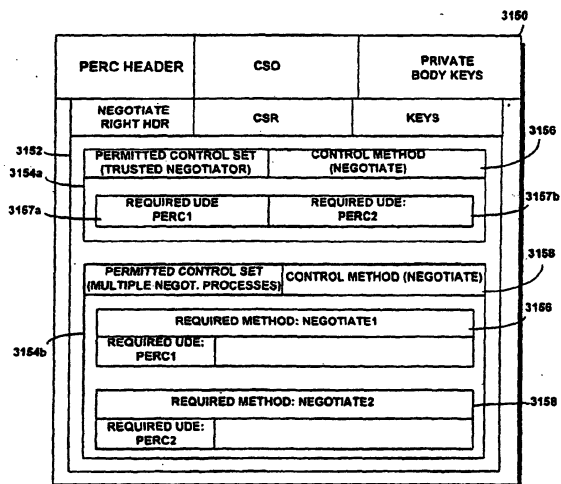 3150
PERC HEADER
CSO
PRIVATE
BODY KEYS
NEGOTIATE
RIGHT HDR
CSR
KEYS
3152
3154a
3157a
PERMITTED CONTROL SET
(TRUSTED NEGOTIATOR)
CONTROL METHOD
(NEGOTIATE)
3156
REQUIRED UDE
PERC1
REQUIRED UDE:
PERC2
3157b
PERMITTED CONTROL SET
(MULTIPLE NEGOT. PROCESSES)
CONTROL METHOD (NEGOTIATE)
3158
REQUIRED METHOD: NEGOTIATE1
3156
REQUIRED UDE:
PERC1
3154b
REQUIRED METHOD: NEGOTIATE2
3158
REQUIRED UDE:
PERC2